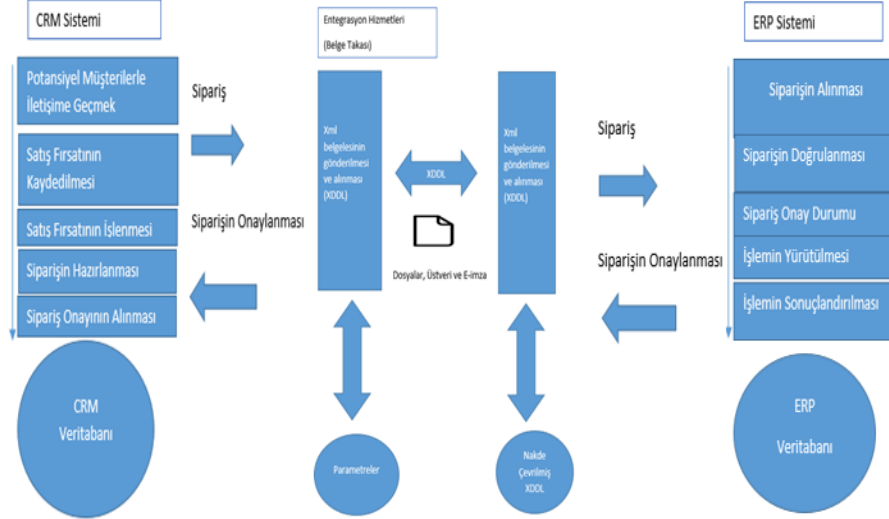 CRM Sistemi
Potansiyel Müşterilerle
İletişime Geçmek
Satış Fırsatının
Kaydedilmesi
Satış Fırsatının İşlenmesi
Siparişin Hazırlanması
Sipariş Onayının Alınması
CRM
Veritabanı
Sipariş
Siparişin Onaylanması
Entegrasyon Hizmetleri
(Belge Takası)
Xml
belgesinin
gönderilmesi
ve alınması
(XDDL)
XDDL
Dosyalar, Üstveri ve E-imza
Xml
belgesinin
gönderilmesi
ve alınması
(XDDL)
Parametreler
Nakde
Çevrilmiş
XDDL
Sipariş
Siparişin Onaylanması
ERP Sistemi
Siparişin Alınması
Siparişin Doğrulanması
Sipariş Onay Durumu
İşlemin Yürütülmesi
İşlemin Sonuçlandırılması
ERP
Veritabanı